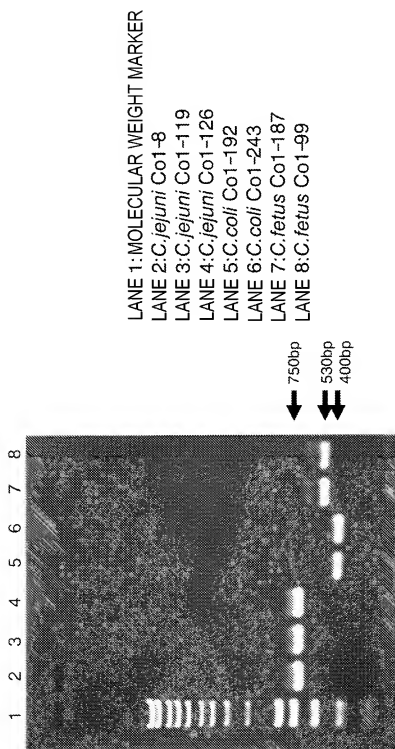 1 2 3 4 5 6 7 8
750bp
530bp
400bp
LANE 1:MOLECULAR WEIGHT MARKER
LANE 2:C.jejuni Co1-8
LANE 3:C.jejuni Co1-119
LANE 4:C.jejuni Co1-126
LANE 5:C.coli Co1-192
LANE 6:C.coli Co1-243
LANE 7:C.fetus Co1-187
LANE 8:C.fetus Co1-99